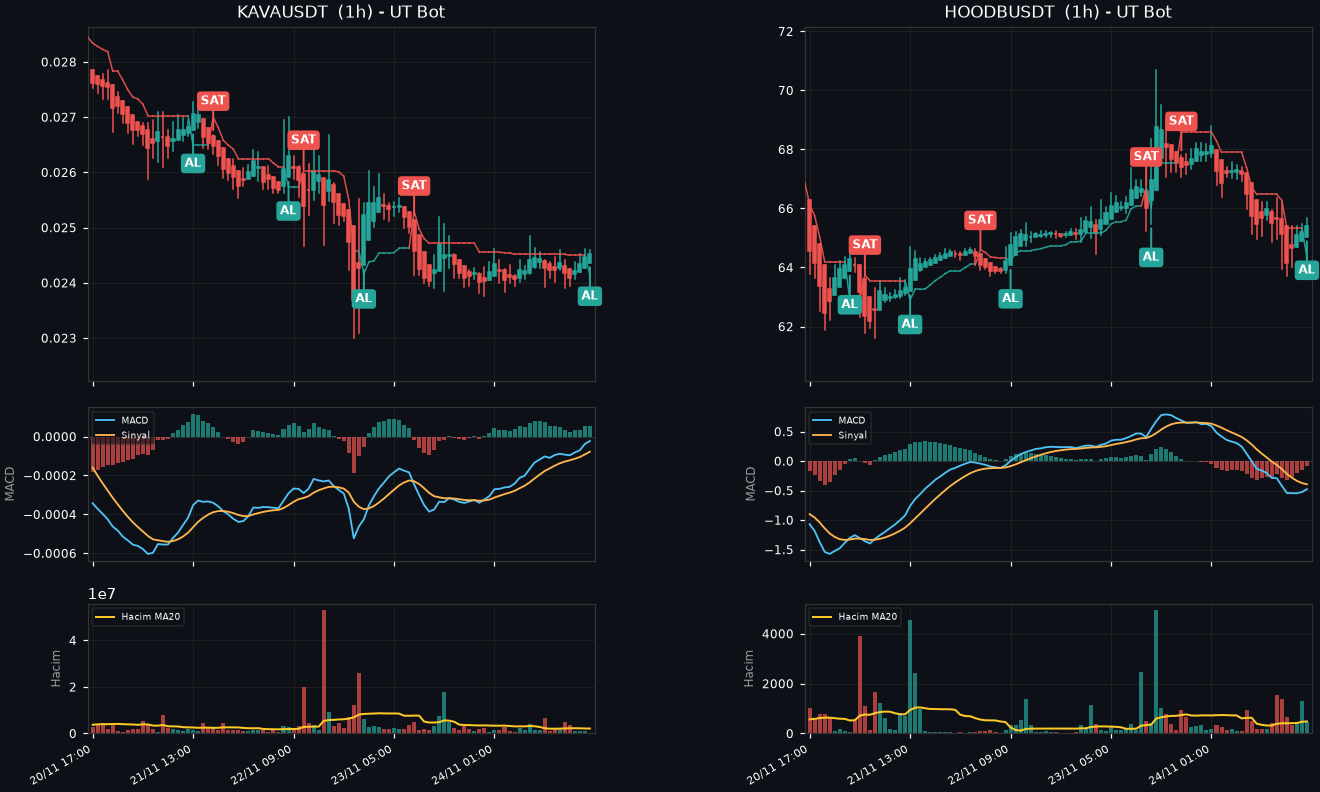 KAVAUSDT (1h) - UT Bot
0.028
0.027
0.026
0.025
0.024
0.023
SAT
AL
SAT
AL
SAT
AL
AL
MACD
Sinyal
0.0000
−0.0002
−0.0004
−0.0006
MACD
1e7
Hacim MA20
4
2
0
Hacim
20/11 17:00
21/11 13:00
22/11 09:00
23/11 05:00
24/11 01:00
HOODBUSDT (1h) - UT Bot
72
70
68
66
64
62
SAT
SAT
SAT
SAT
AL
AL
AL
AL
AL
MACD
Sinyal
0.5
0.0
−0.5
−1.0
−1.5
MACD
Hacim MA20
4000
2000
0
Hacim
20/11 17:00
21/11 13:00
22/11 09:00
23/11 05:00
24/11 01:00